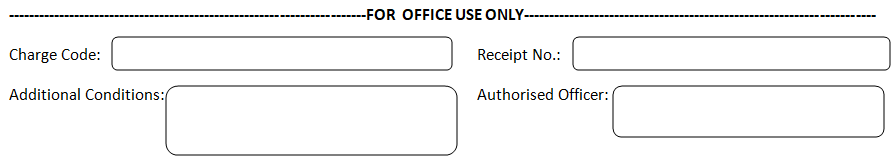 ------------------------------------------------------------------------FOR OFFICE USE ONLY-----------------------------------------------------------------------
Charge Code: Receipt No.:
Additional Conditions: Authorised Officer: